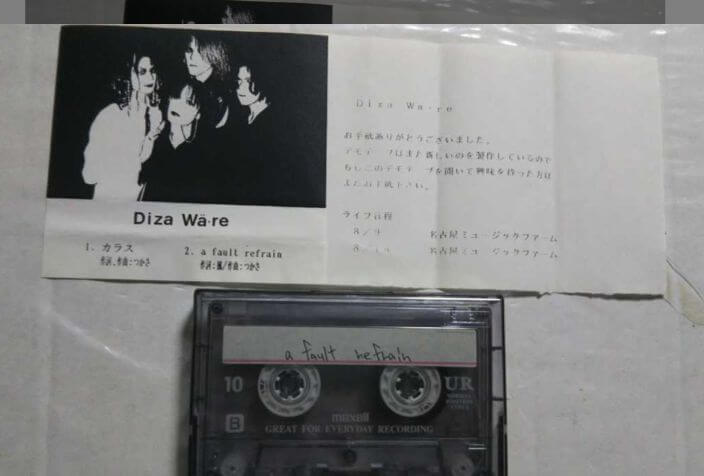 Diza Wä·re
1. カラス
作詞、作曲:つかさ
2. a fault refrain
作詞:颯/作曲:つかさ
Diza Wa·re
お手紙ありがとうございました。
デモテープはまた新しいのを製作しているので
もしこのデモテープを聞いて興味を持った方は
またお手紙下さい。
ライブ日程
8/9 名古屋ミュージックファーム
名古屋ミュージックファーム
a fault refrain
10
UR
NORMAL
POSITION
B
maxell
GREAT FOR EVERYDAY RECORDING